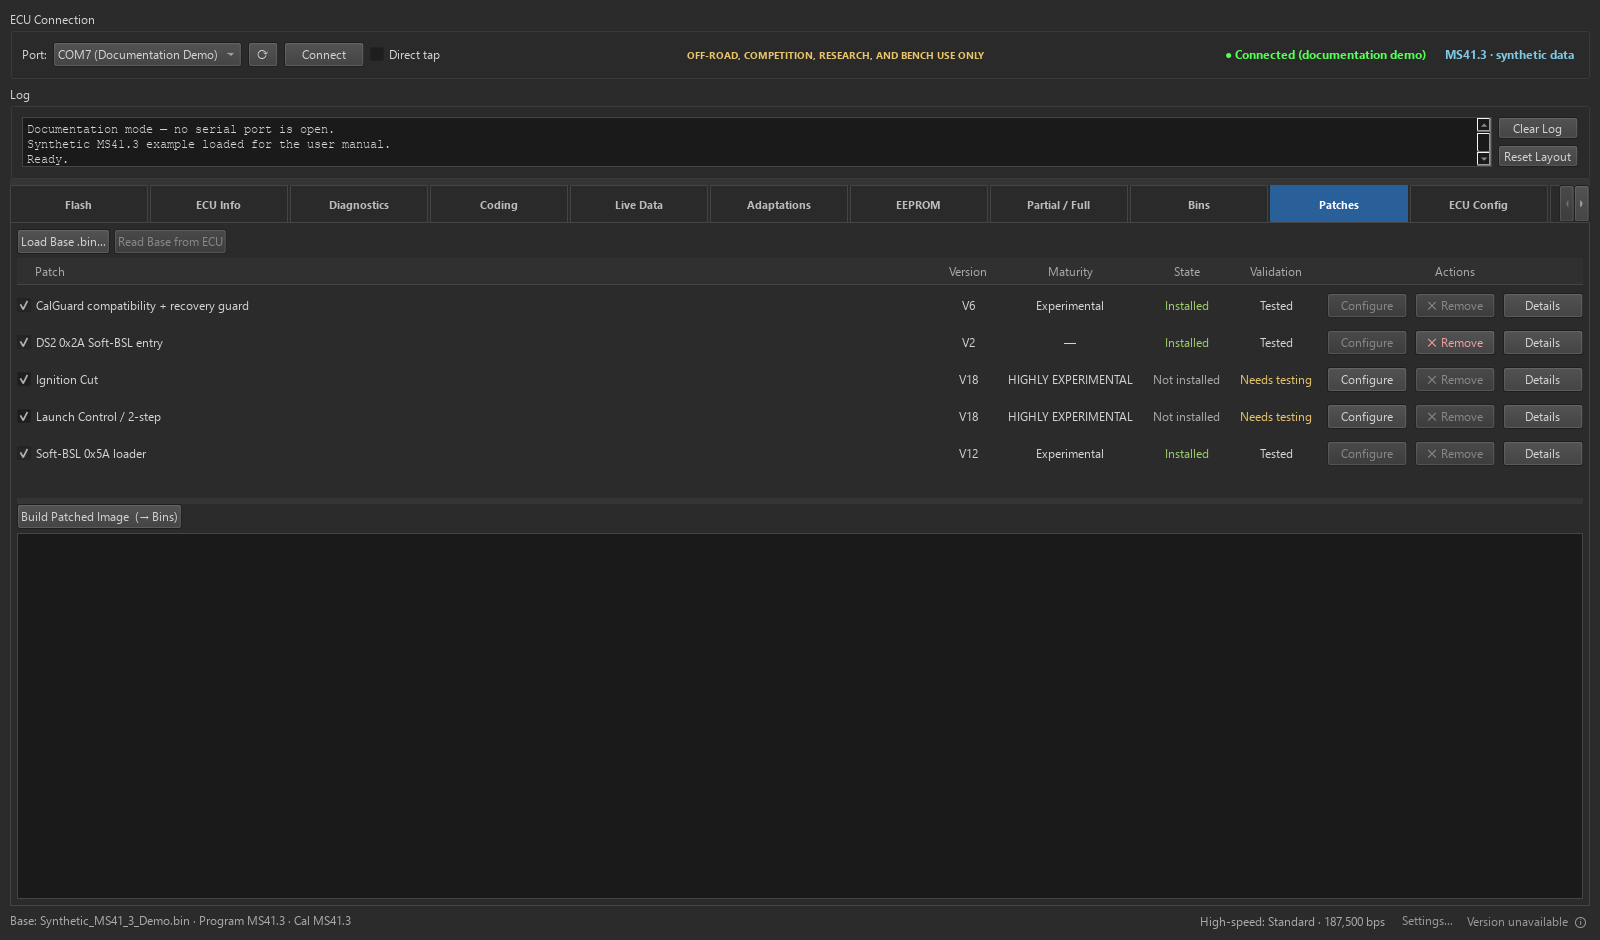 ECU Connection
Port: COM7 (Documentation Demo) Connect Direct tap OFF-ROAD, COMPETITION, RESEARCH, AND BENCH USE ONLY ● Connected (documentation demo) MS41.3 · synthetic data
Log
Documentation mode — no serial port is open.
Synthetic MS41.3 example loaded for the user manual.
Ready.
Clear Log
Reset Layout
Flash ECU Info Diagnostics Coding Live Data Adaptations EEPROM Partial / Full Bins Patches ECU Config
Load Base .bin... Read Base from ECU
Patch Version Maturity State Validation Actions
CalGuard compatibility + recovery guard V6 Experimental Installed Tested Configure ✕ Remove Details
DS2 0x2A Soft-BSL entry V2 — Installed Tested Configure ✕ Remove Details
Ignition Cut V18 HIGHLY EXPERIMENTAL Not installed Needs testing Configure ✕ Remove Details
Launch Control / 2-step V18 HIGHLY EXPERIMENTAL Not installed Needs testing Configure ✕ Remove Details
Soft-BSL 0x5A loader V12 Experimental Installed Tested Configure ✕ Remove Details
Build Patched Image (→ Bins)
Base: Synthetic_MS41_3_Demo.bin · Program MS41.3 · Cal MS41.3 High-speed: Standard · 187,500 bps Settings... Version unavailable ⓘ